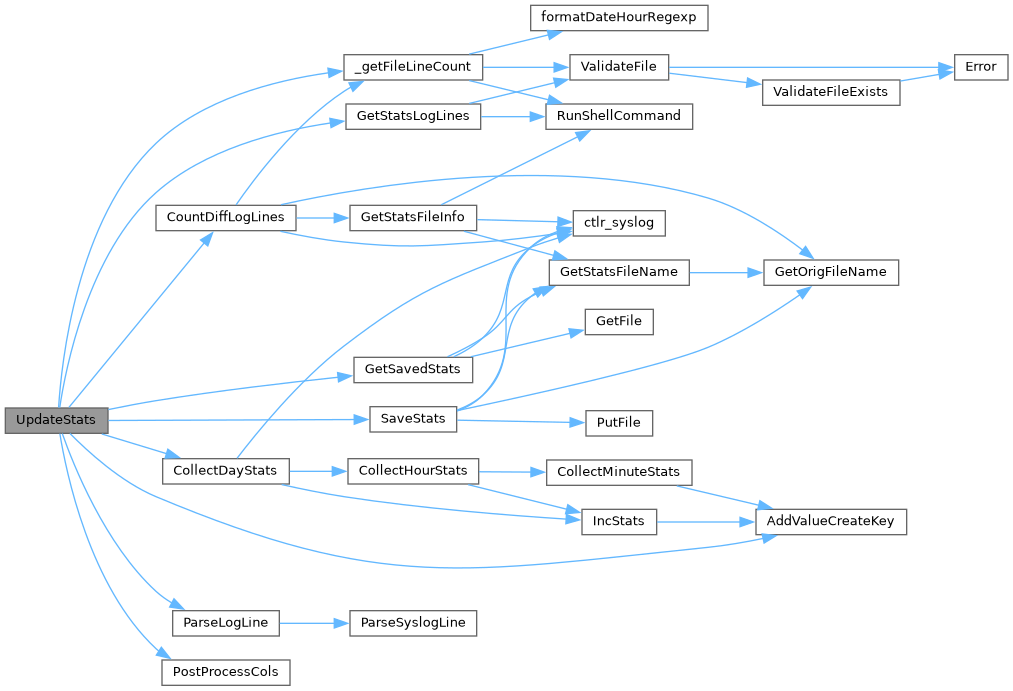 formatDateHourRegexp
_getFileLineCount
ValidateFile
Error
ValidateFileExists
GetStatsLogLines
RunShellCommand
CountDiffLogLines
GetStatsFileInfo
ctlr_syslog
GetStatsFileName
GetOrigFileName
GetFile
GetSavedStats
UpdateStats
SaveStats
PutFile
CollectDayStats
CollectHourStats
CollectMinuteStats
IncStats
AddValueCreateKey
ParseLogLine
ParseSyslogLine
PostProcessCols